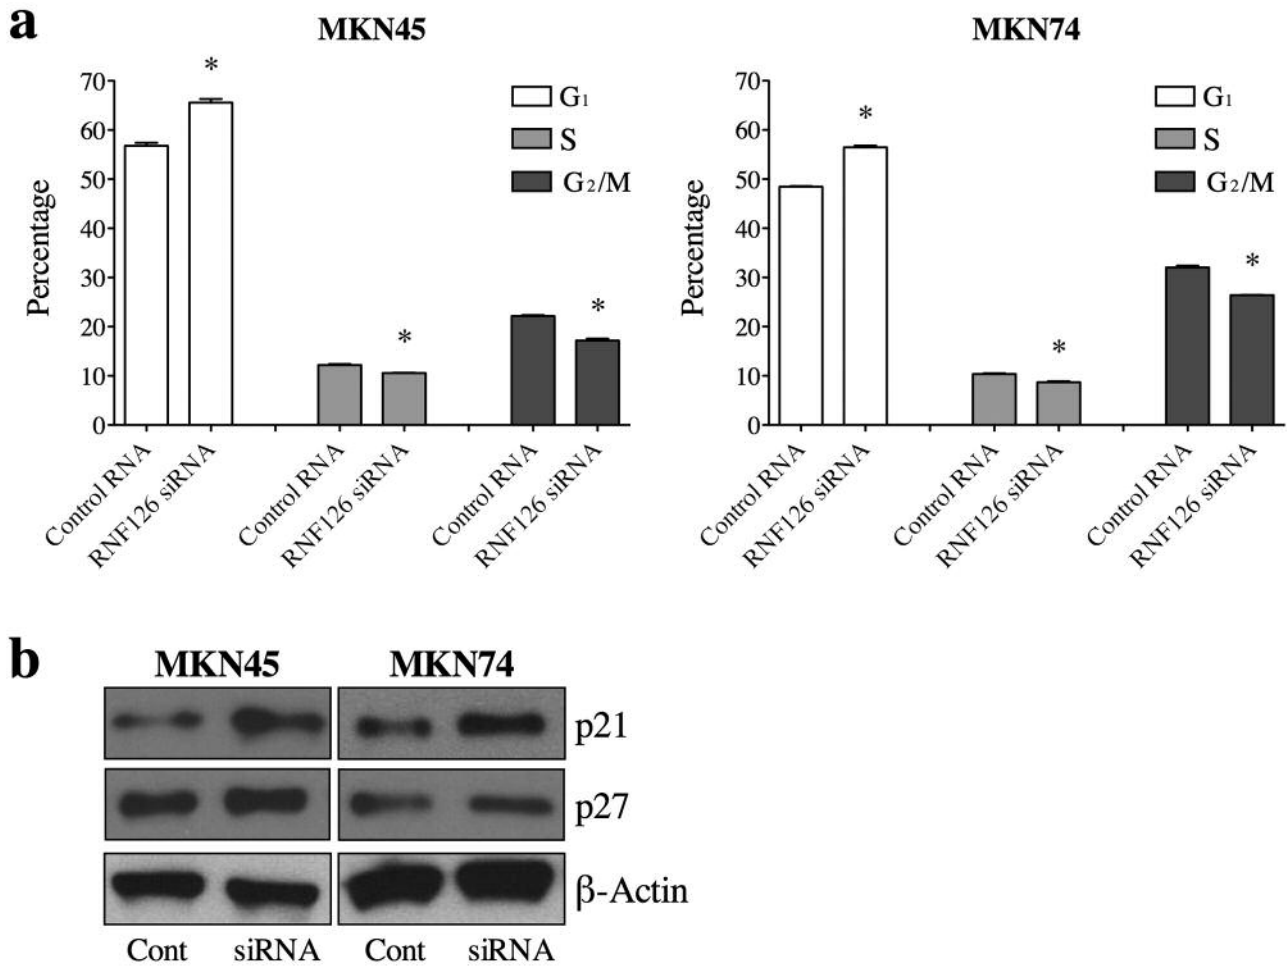 a
MKN45
*
70
60
50
40
30
20
10
0
Percentage
G1
S
G2/M
*
*
Control RNA
RNF126 siRNA
Control RNA
RNF126 siRNA
Control RNA
RNF126 siRNA
MKN74
*
70
60
50
40
30
20
10
0
Percentage
G1
S
G2/M
*
*
Control RNA
RNF126 siRNA
Control RNA
RNF126 siRNA
Control RNA
RNF126 siRNA
b
MKN45 MKN74
p21
p27
β-Actin
Cont siRNA Cont siRNA